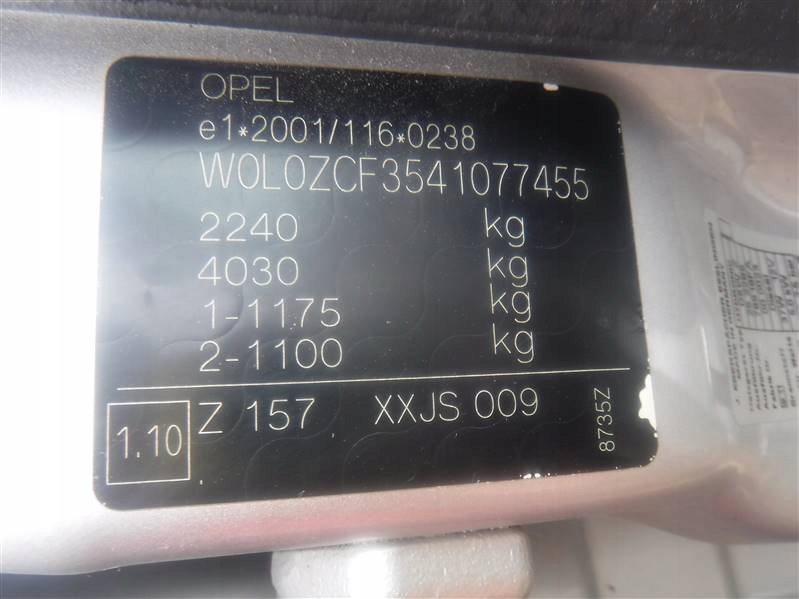 OPEL
e1*2001/116*0238
W0L0ZCF3541077455
2240 kg
4030 kg
1-1175 kg
2-1100 kg
1.10 Z 157 XXJS 009
8735Z